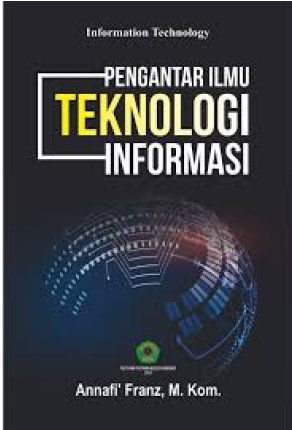 Information Technology
PENGANTAR ILMU
TEKNOLOGI
INFORMASI
Annafi' Franz, M. Kom.